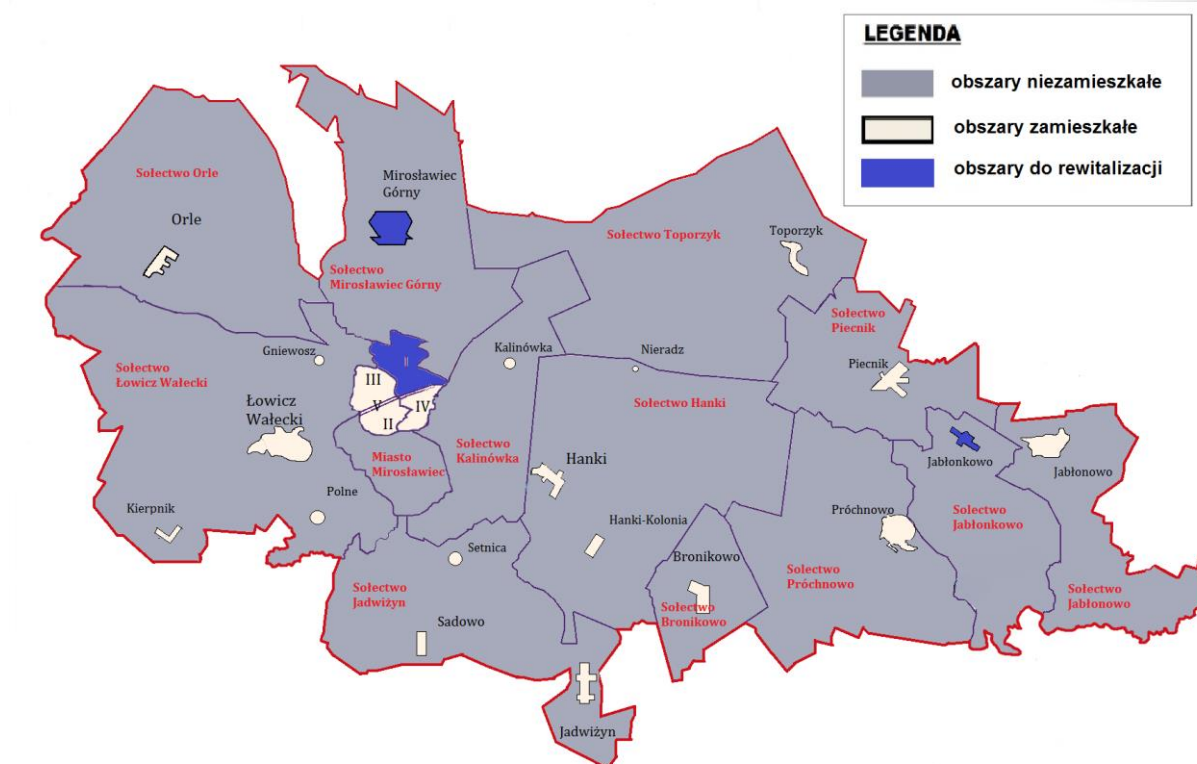 LEGENDA
obszary niezamieszkałe
obszary zamieszkałe
obszary do rewitalizacji
Sołectwo Orle
Orle
Mirosławiec
Górny
Sołectwo
Mirosławiec Górny
Sołectwo Toporzyk
Toporzyk
Sołectwo
Piecnik
Piecnik
Gniewosz
Kalinówka
Nieradz
Sołectwo
Łowicz Wałecki
Łowicz
Wałecki
III
V
II
IV
Miasto
Mirosławiec
Sołectwo
Kalinówka
Sołectwo Hanki
Hanki
Hanki-Kolonia
Jabłonkowo
Jabłonowo
Kierpnik
Polne
Setnica
Próchnowo
Solectwo
Jabłonkowo
Bronikowo
Sołectwo
Bronikowo
Solectwo
Próchnowo
Sołectwo
Jabłonowo
Sołectwo
Jadwiżyn
Sadowo
Jadwiżyn